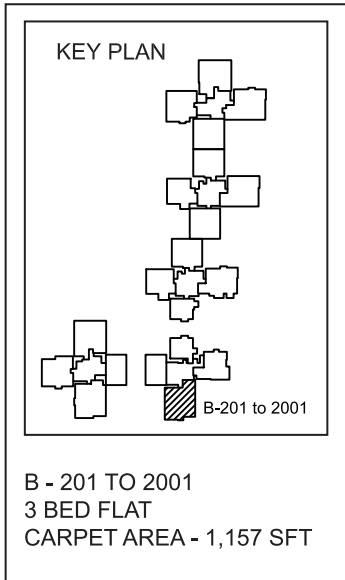 KEY PLAN
B-201 to 2001
B - 201 TO 2001
3 BED FLAT
CARPET AREA - 1,157 SFT